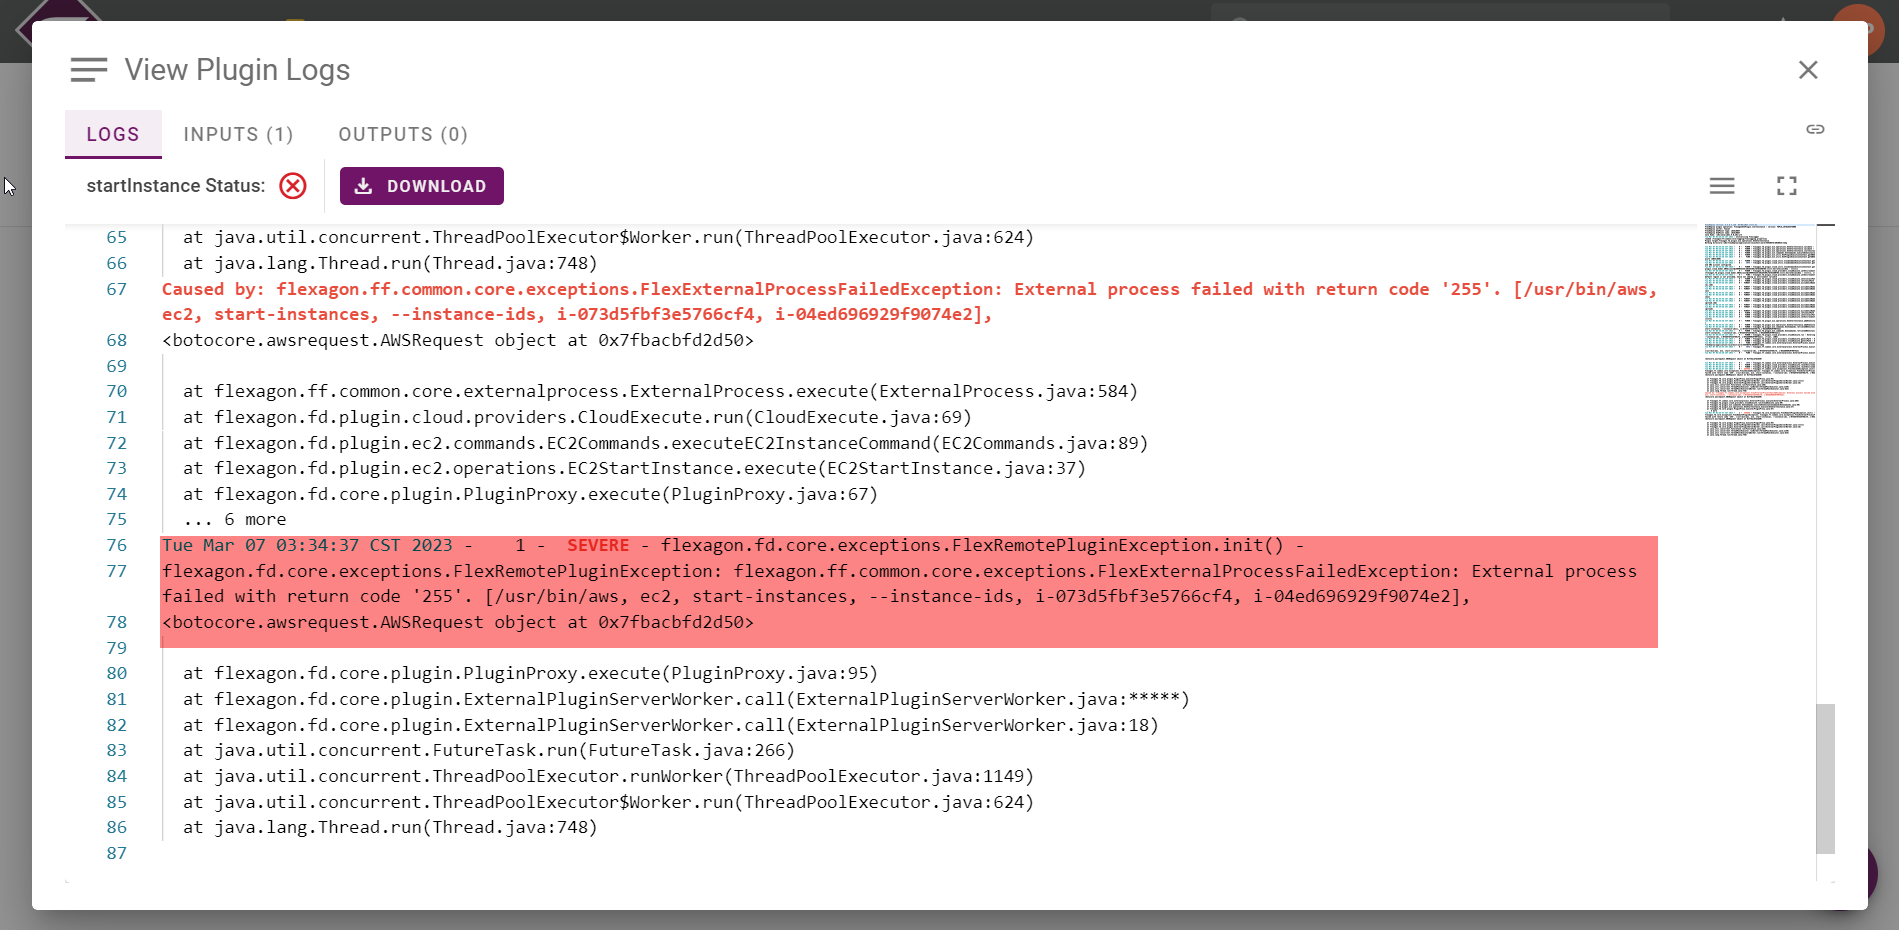 View Plugin Logs
LOGS INPUTS (1) OUTPUTS (0)
startInstance Status: DOWNLOAD
65 at java.util.concurrent.ThreadPoolExecutor$Worker.run(ThreadPoolExecutor.java:624)
66 at java.lang.Thread.run(Thread.java:748)
67 Caused by: flexagon.ff.common.core.exceptions.FlexExternalProcessFailedException: External process failed with return code '255'. [/usr/bin/aws,
ec2, start-instances, --instance-ids, i-073d5fbf3e5766cf4, i-04ed696929f9074e2],
68 <botocore.awsrequest.AWSRequest object at 0x7fbacbfd2d50>
69
70 at flexagon.ff.common.core.externalprocess.ExternalProcess.execute(ExternalProcess.java:584)
71 at flexagon.fd.plugin.cloud.providers.CloudExecute.run(CloudExecute.java:69)
72 at flexagon.fd.plugin.ec2.commands.EC2Commands.executeEC2InstanceCommand(EC2Commands.java:89)
73 at flexagon.fd.plugin.ec2.operations.EC2StartInstance.execute(EC2StartInstance.java:37)
74 at flexagon.fd.core.plugin.PluginProxy.execute(PluginProxy.java:67)
75 ... 6 more
76 Tue Mar 07 03:34:37 CST 2023 - 1 - SEVERE - flexagon.fd.core.exceptions.FlexRemotePluginException.init() -
77 flexagon.fd.core.exceptions.FlexRemotePluginException: flexagon.ff.common.core.exceptions.FlexExternalProcessFailedException: External process
failed with return code '255'. [/usr/bin/aws, ec2, start-instances, --instance-ids, i-073d5fbf3e5766cf4, i-04ed696929f9074e2],
78 <botocore.awsrequest.AWSRequest object at 0x7fbacbfd2d50>
79
80 at flexagon.fd.core.plugin.PluginProxy.execute(PluginProxy.java:95)
81 at flexagon.fd.core.plugin.ExternalPluginServerWorker.call(ExternalPluginServerWorker.java:*****)
82 at flexagon.fd.core.plugin.ExternalPluginServerWorker.call(ExternalPluginServerWorker.java:18)
83 at java.util.concurrent.FutureTask.run(FutureTask.java:266)
84 at java.util.concurrent.ThreadPoolExecutor.runWorker(ThreadPoolExecutor.java:1149)
85 at java.util.concurrent.ThreadPoolExecutor$Worker.run(ThreadPoolExecutor.java:624)
86 at java.lang.Thread.run(Thread.java:748)
87